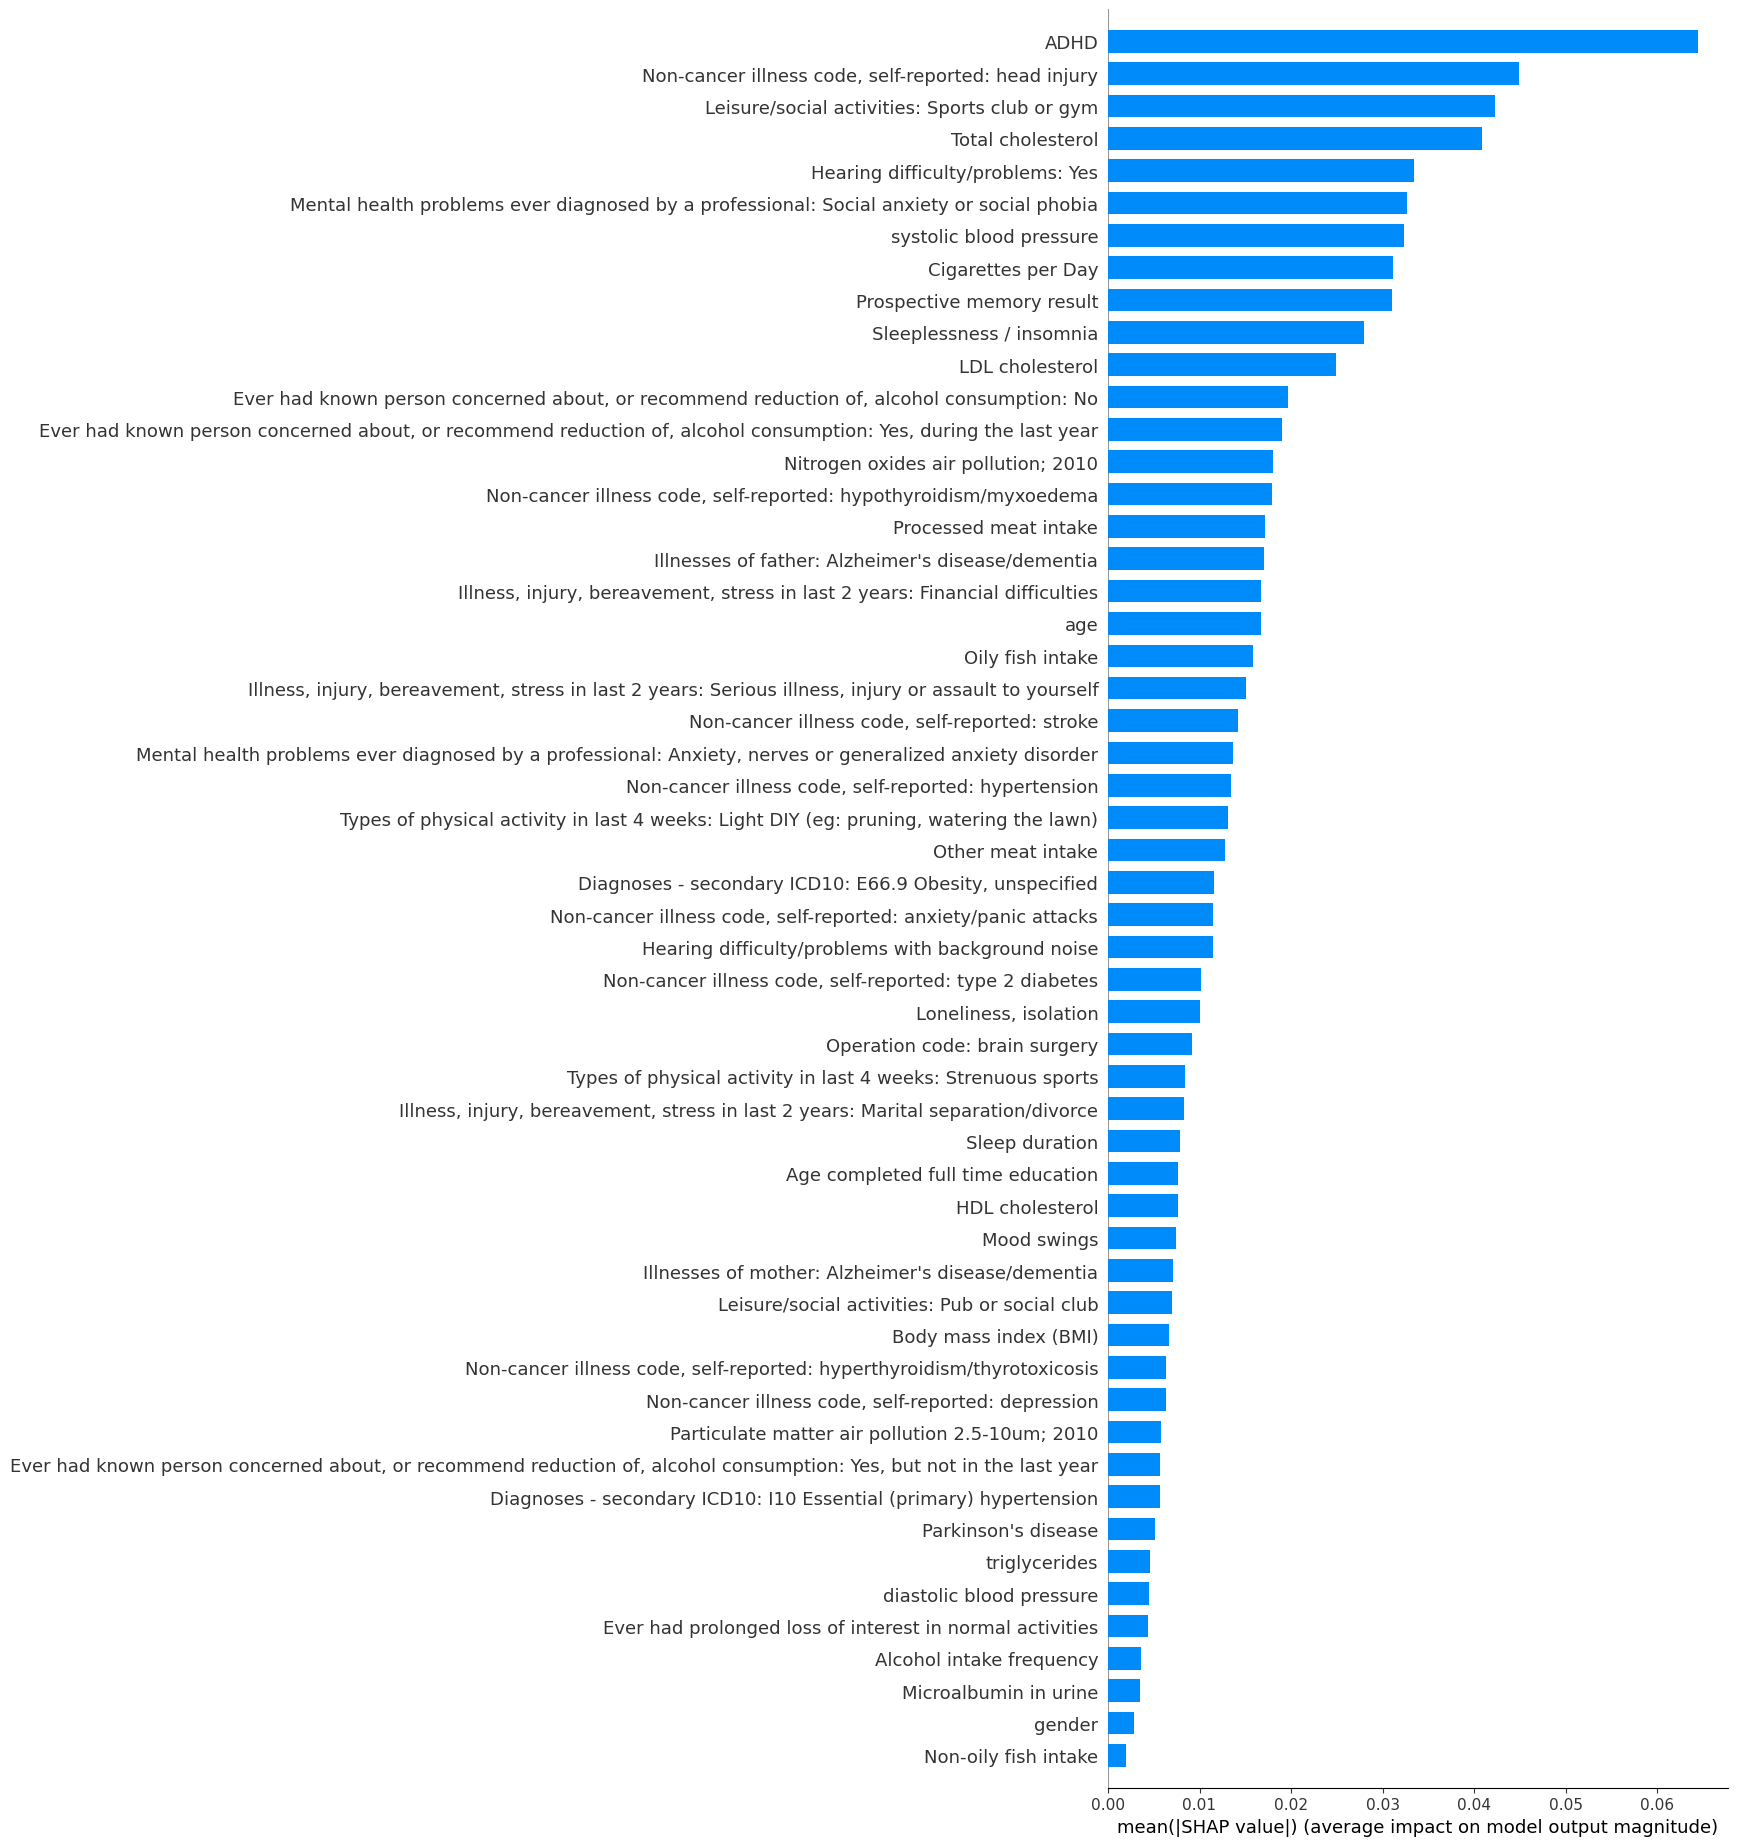 ADHD
Non-cancer illness code, self-reported: head injury
Leisure/social activities: Sports club or gym
Total cholesterol
Hearing difficulty/problems: Yes
Mental health problems ever diagnosed by a professional: Social anxiety or social phobia
systolic blood pressure
Cigarettes per Day
Prospective memory result
Sleeplessness / insomnia
LDL cholesterol
Ever had known person concerned about, or recommend reduction of, alcohol consumption: No
Ever had known person concerned about, or recommend reduction of, alcohol consumption: Yes, during the last year
Nitrogen oxides air pollution; 2010
Non-cancer illness code, self-reported: hypothyroidism/myxoedema
Processed meat intake
Illnesses of father: Alzheimer's disease/dementia
Illness, injury, bereavement, stress in last 2 years: Financial difficulties
age
Oily fish intake
Illness, injury, bereavement, stress in last 2 years: Serious illness, injury or assault to yourself
Non-cancer illness code, self-reported: stroke
Mental health problems ever diagnosed by a professional: Anxiety, nerves or generalized anxiety disorder
Non-cancer illness code, self-reported: hypertension
Types of physical activity in last 4 weeks: Light DIY (eg: pruning, watering the lawn)
Other meat intake
Diagnoses - secondary ICD10: E66.9 Obesity, unspecified
Non-cancer illness code, self-reported: anxiety/panic attacks
Hearing difficulty/problems with background noise
Non-cancer illness code, self-reported: type 2 diabetes
Loneliness, isolation
Operation code: brain surgery
Types of physical activity in last 4 weeks: Strenuous sports
Illness, injury, bereavement, stress in last 2 years: Marital separation/divorce
Sleep duration
Age completed full time education
HDL cholesterol
Mood swings
Illnesses of mother: Alzheimer's disease/dementia
Leisure/social activities: Pub or social club
Body mass index (BMI)
Non-cancer illness code, self-reported: hyperthyroidism/thyrotoxicosis
Non-cancer illness code, self-reported: depression
Particulate matter air pollution 2.5-10um; 2010
Ever had known person concerned about, or recommend reduction of, alcohol consumption: Yes, but not in the last year
Diagnoses - secondary ICD10: I10 Essential (primary) hypertension
Parkinson's disease
triglycerides
diastolic blood pressure
Ever had prolonged loss of interest in normal activities
Alcohol intake frequency
Microalbumin in urine
gender
Non-oily fish intake
0.00 0.01 0.02 0.03 0.04 0.05 0.06
mean(|SHAP value|) (average impact on model output magnitude)